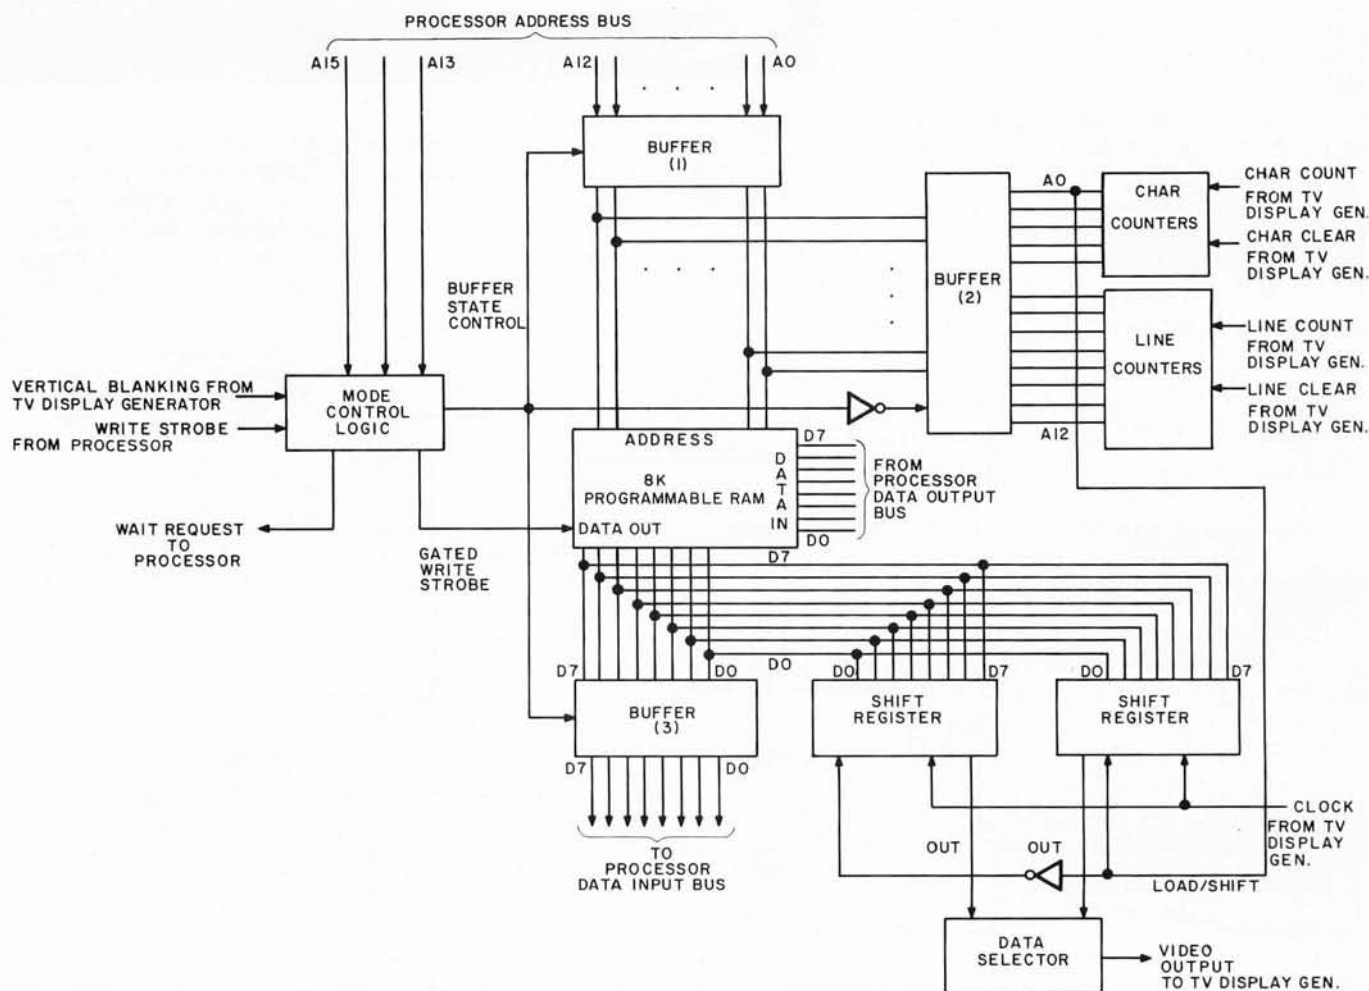 PROCESSOR ADDRESS BUS
A15
A13
A12
A0
BUFFER
(1)
BUFFER
STATE
CONTROL
BUFFER
(2)
A0
A12
CHAR
COUNTERS
CHAR COUNT
FROM TV
DISPLAY GEN.
CHAR CLEAR
FROM TV
DISPLAY GEN.
LINE
COUNTERS
LINE COUNT
FROM TV
DISPLAY GEN.
LINE CLEAR
FROM TV
DISPLAY GEN.
VERTICAL BLANKING FROM
TV DISPLAY GENERATOR
WRITE STROBE
FROM PROCESSOR
MODE
CONTROL
LOGIC
WAIT REQUEST
TO
PROCESSOR
GATED
WRITE
STROBE
ADDRESS
8K
PROGRAMMABLE RAM
DATA OUT
DATA
IN
D7
D0
FROM
PROCESSOR
DATA OUTPUT
BUS
D7
D0
D7
D0
BUFFER
(3)
D7
D0
TO
PROCESSOR
DATA INPUT BUS
D0
D7
SHIFT
REGISTER
D0
D7
SHIFT
REGISTER
CLOCK
FROM TV
DISPLAY
GEN.
OUT
OUT
LOAD/SHIFT
DATA
SELECTOR
VIDEO
OUTPUT
TO TV DISPLAY GEN.